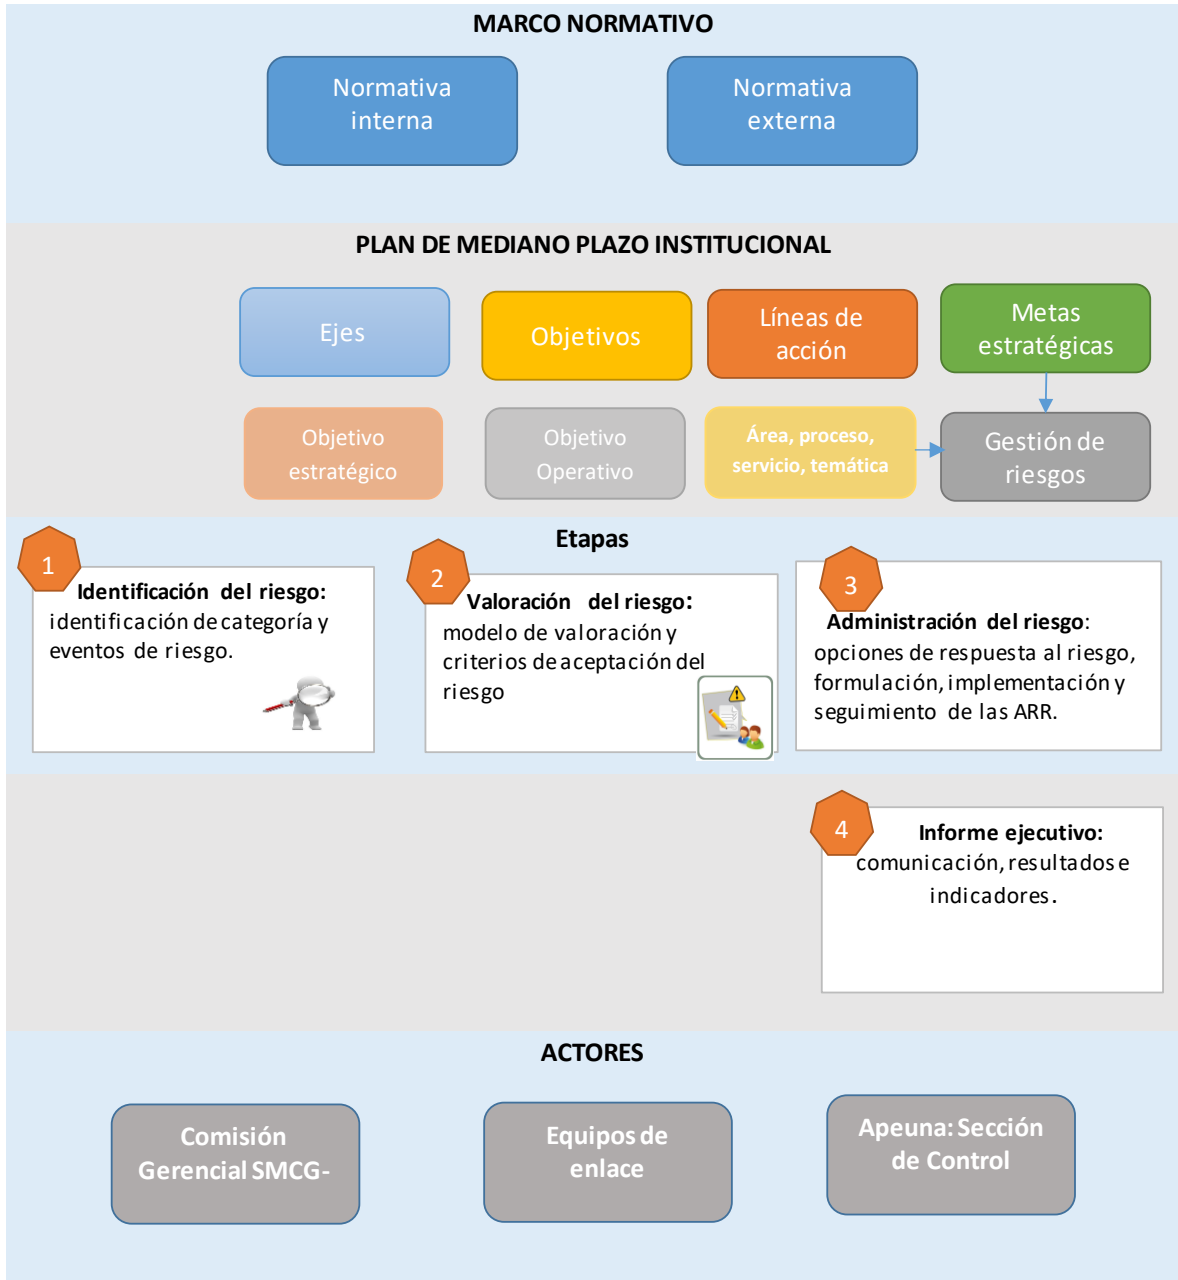 MARCO NORMATIVO
Normativa
interna
Normativa
externa
PLAN DE MEDIANO PLAZO INSTITUCIONAL
Ejes
Objetivos
Líneas de
acción
Metas
estratégicas
Objetivo
estratégico
Objetivo
Operativo
Área, proceso,
servicio, temática
Gestión de
riesgos
Etapas
1
Identificación del riesgo:
identificación de categoría y
eventos de riesgo.
2
Valoración del riesgo:
modelo de valoración y
criterios de aceptación del
riesgo
3
Administración del riesgo:
opciones de respuesta al riesgo,
formulación, implementación y
seguimiento de las ARR.
4
Informe ejecutivo:
comunicación, resultados e
indicadores.
ACTORES
Comisión
Gerencial SMCG-
Equipos de
enlace
Apeuna: Sección
de Control